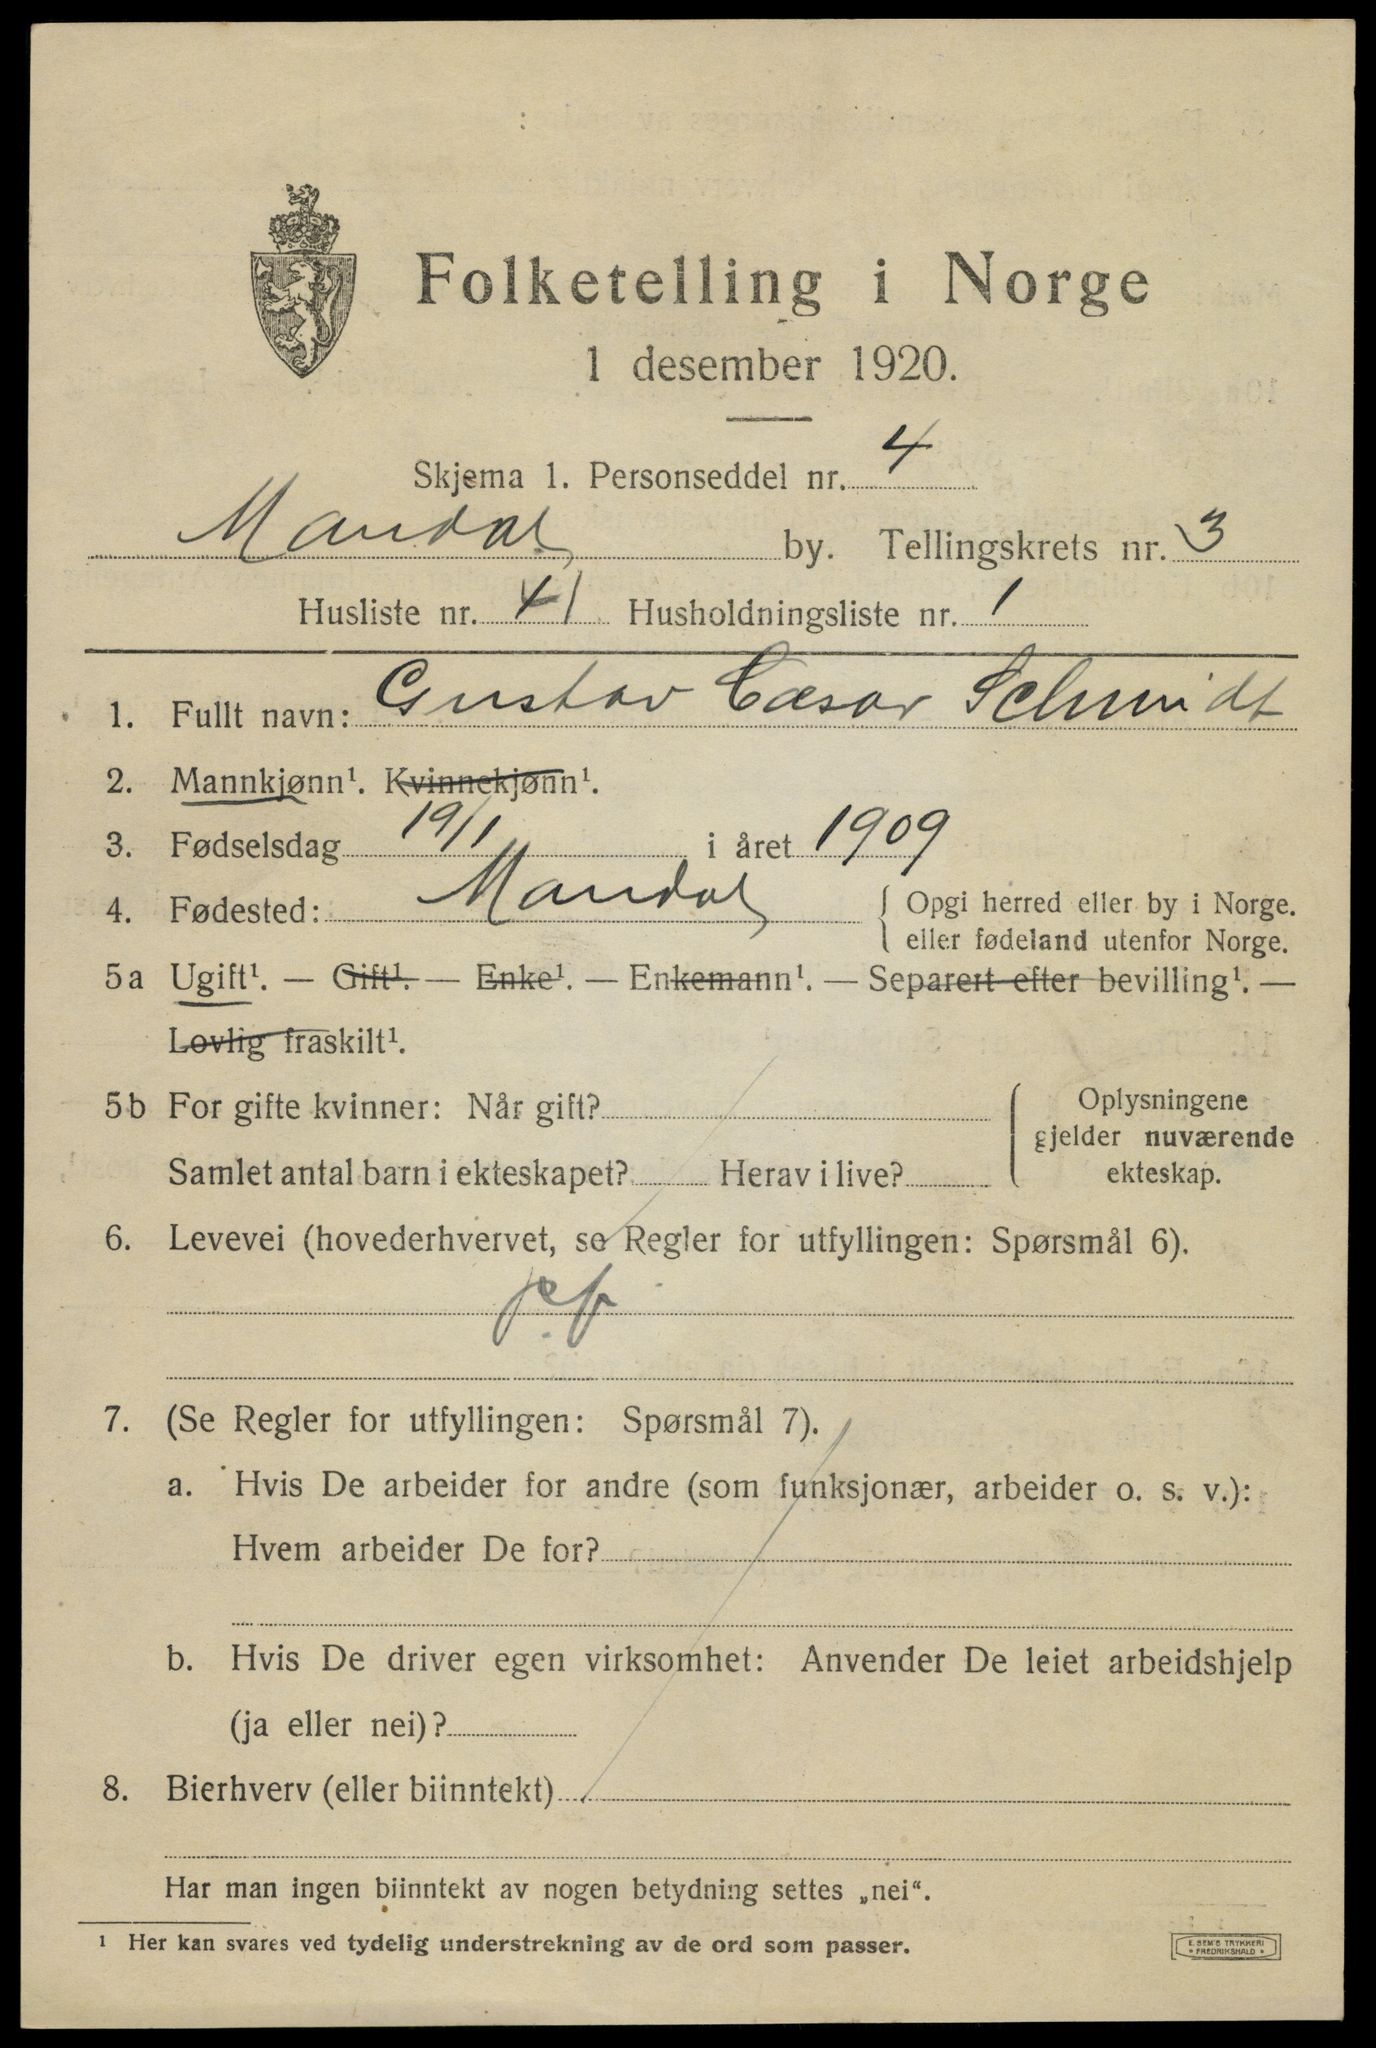 Folketelling i Norge
1 desember 1920.
Skjema 1. Personseddel nr. 4
Mandal by. Tellingskrets nr. 3
Husliste nr. 41 Husholdningsliste nr. 1
1. Fullt navn: Gustav Cæsar Schmidt
2. Mannkjønn¹. Kvinnekjønn¹.
3. Fødselsdag 19/1 i året 1909
4. Fødested: Mandal { Opgi herred eller by i Norge.
eller fødeland utenfor Norge.
5a Ugift¹. — Gift¹. — Enke¹. — Enkemann¹. — Separert efter bevilling¹. —
Lovlig fraskilt¹.
5b For gifte kvinner: Når gift?
Samlet antal barn i ekteskapet? Herav i live?
Oplysningene
gjelder nuværende
ekteskap.
6. Levevei (hovederhvervet, se Regler for utfyllingen: Spørsmål 6).
7. (Se Regler for utfyllingen: Spørsmål 7).
a. Hvis De arbeider for andre (som funksjonær, arbeider o. s. v.):
Hvem arbeider De for?
b. Hvis De driver egen virksomhet: Anvender De leiet arbeidshjelp
(ja eller nei)?
8. Bierhverv (eller biinntekt)
Har man ingen biinntekt av nogen betydning settes „nei“.
¹ Her kan svares ved tydelig understrekning av de ord som passer.
E. SEM'S TRYKKERI
* FREDRIKSHALD *